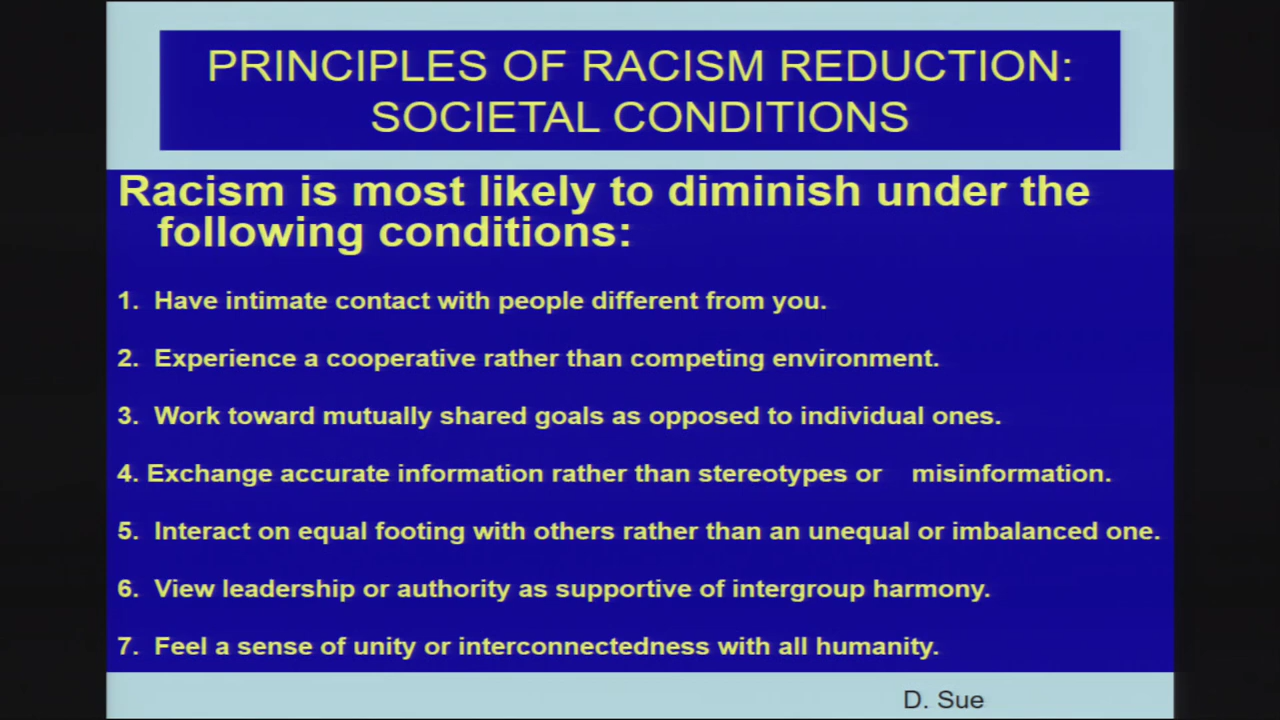 PRINCIPLES OF RACISM REDUCTION:
SOCIETAL CONDITIONS
Racism is most likely to diminish under the
following conditions:
1. Have intimate contact with people different from you.
2. Experience a cooperative rather than competing environment.
3. Work toward mutually shared goals as opposed to individual ones.
4. Exchange accurate information rather than stereotypes or misinformation.
5. Interact on equal footing with others rather than an unequal or imbalanced one.
6. View leadership or authority as supportive of intergroup harmony.
7. Feel a sense of unity or interconnectedness with all humanity.
D. Sue